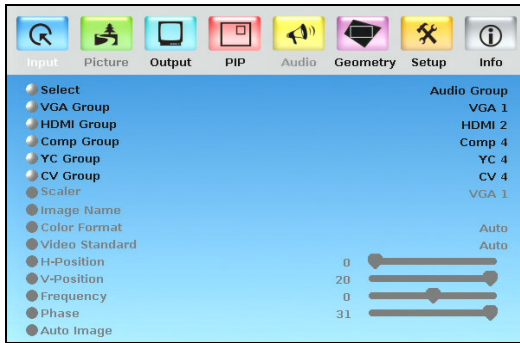 Input Picture Output PIP Audio Geometry Setup Info
Select Audio Group
VGA Group VGA 1
HDMI Group HDMI 2
Comp Group Comp 4
YC Group YC 4
CV Group CV 4
Scaler VGA 1
Image Name
Color Format Auto
Video Standard Auto
H-Position 0
V-Position 20
Frequency 0
Phase 31
Auto Image